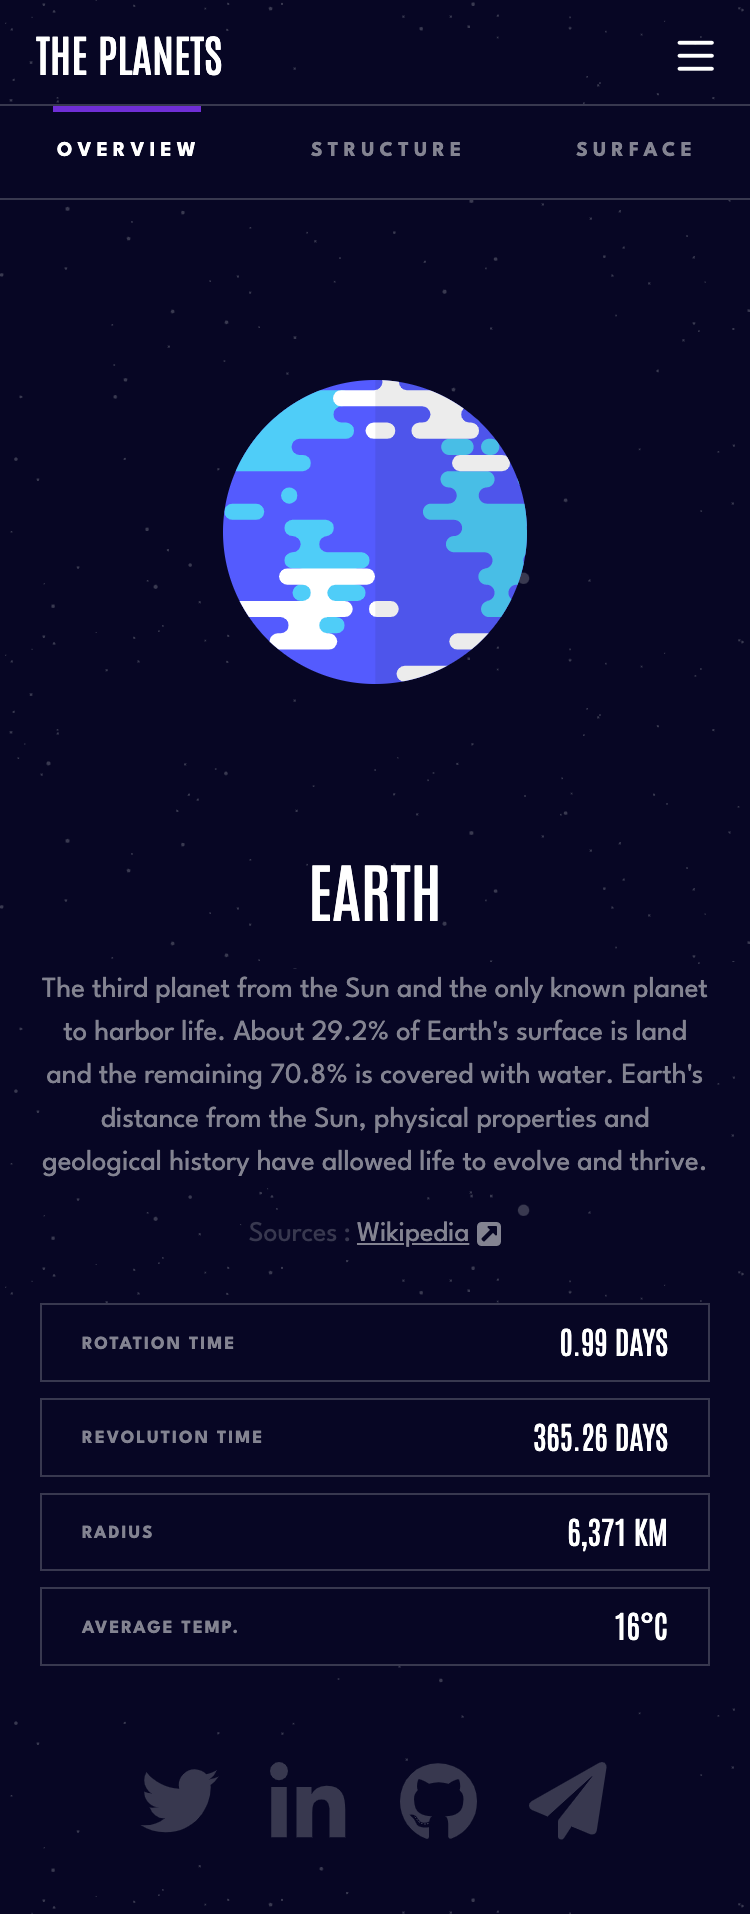 THE PLANETS
OVERVIEW STRUCTURE SURFACE
EARTH
The third planet from the Sun and the only known planet
to harbor life. About 29.2% of Earth's surface is land
and the remaining 70.8% is covered with water. Earth's
distance from the Sun, physical properties and
geological history have allowed life to evolve and thrive.
Sources : Wikipedia
ROTATION TIME 0.99 DAYS
REVOLUTION TIME 365.26 DAYS
RADIUS 6,371 KM
AVERAGE TEMP. 16°C
in